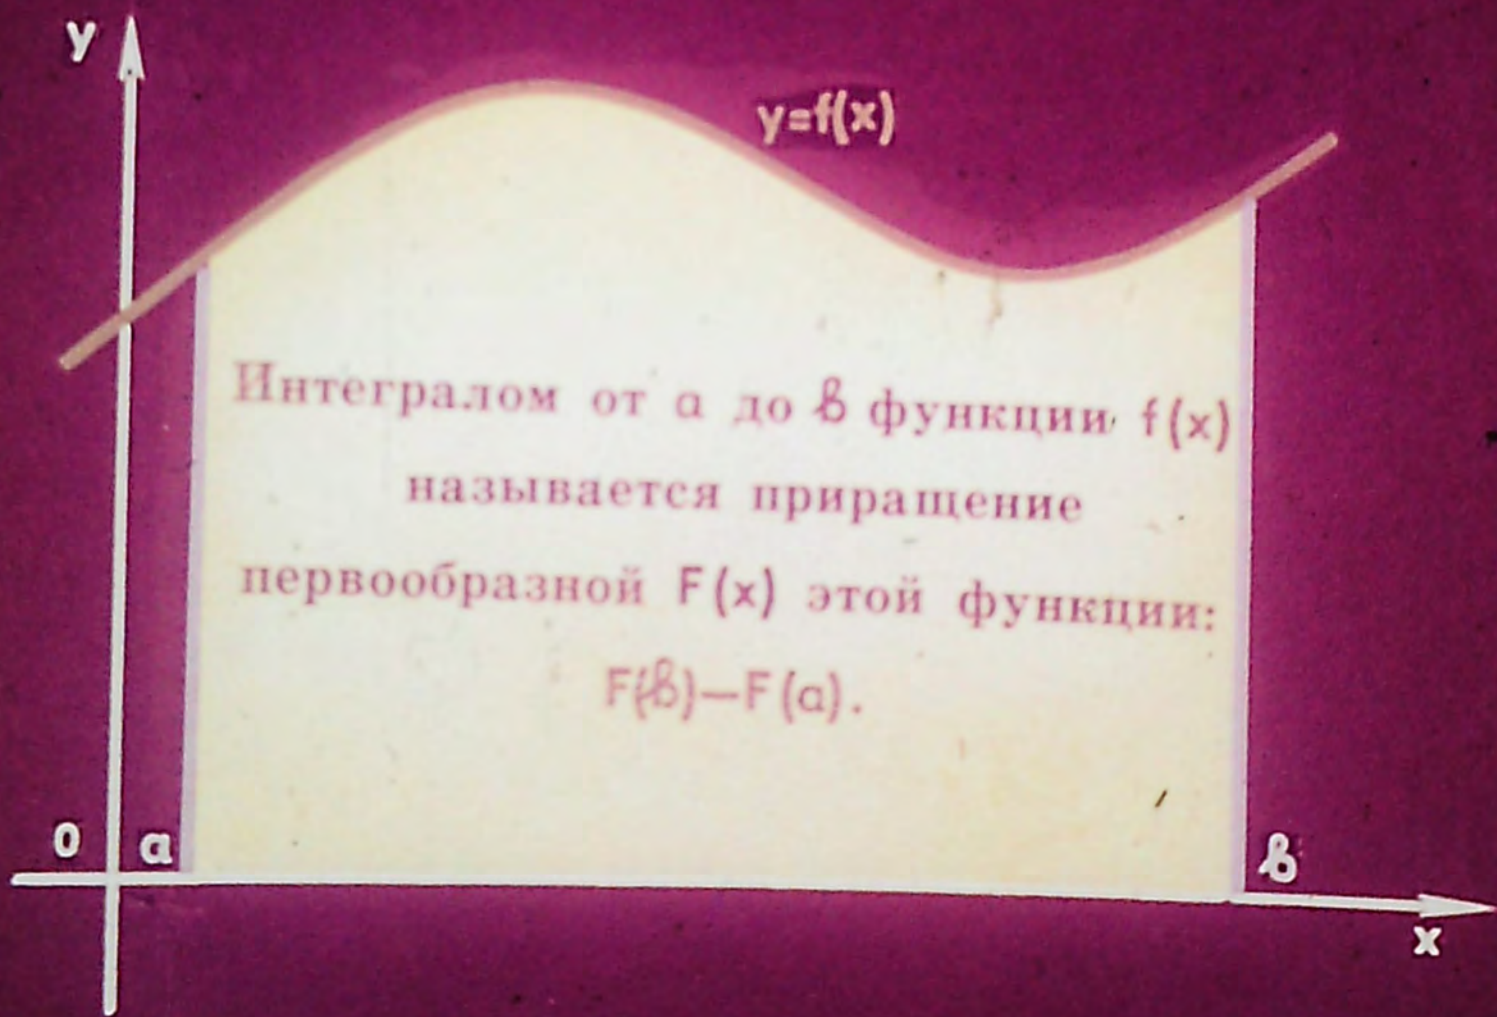 y
y=f(x)
Интегралом от а до в функции f(x)
называется приращение
первообразной F(x) этой функции:
F(в)—F(а).
0 а в
x